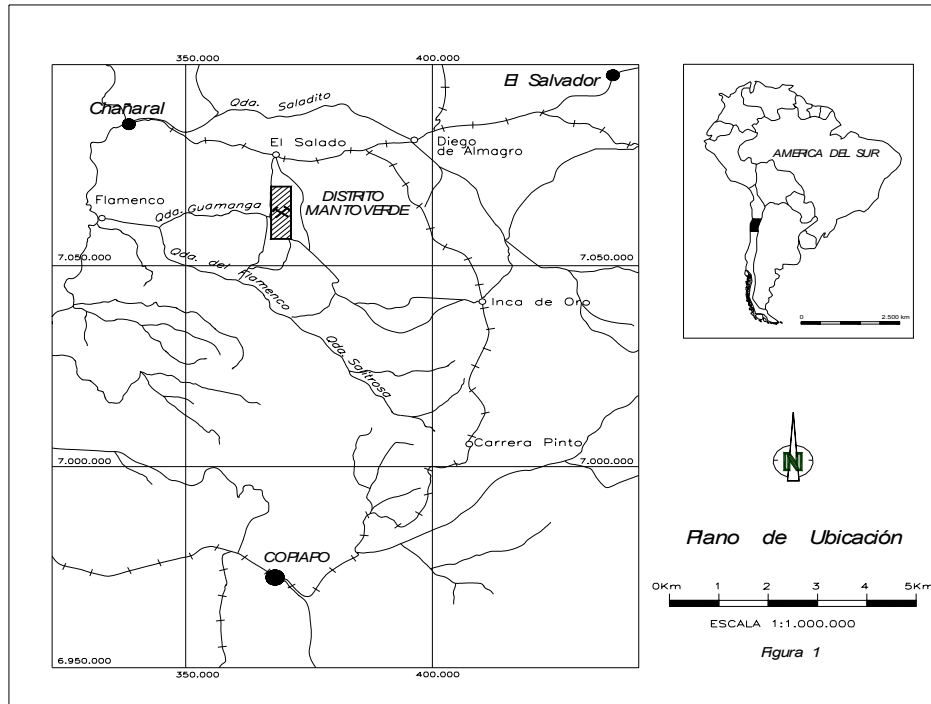 350.000
400.000
El Salvador
Chañaral
Qda. Saladito
El Salado
Diego
de Almagro
DISTRITO
MANTOVERDE
Flamenco
Qda. Guamanga
7.050.000
7.050.000
Qda. del Flamenco
Inca de Oro
Qda. Salitrosa
Carrera Pinto
7.000.000
7.000.000
COPIAPO
6.950.000
350.000
400.000
AMERICA DEL SUR
0
2.500 km
N
Plano de Ubicación
0Km 1 2 3 4 5Km
ESCALA 1:1.000.000
Figura 1